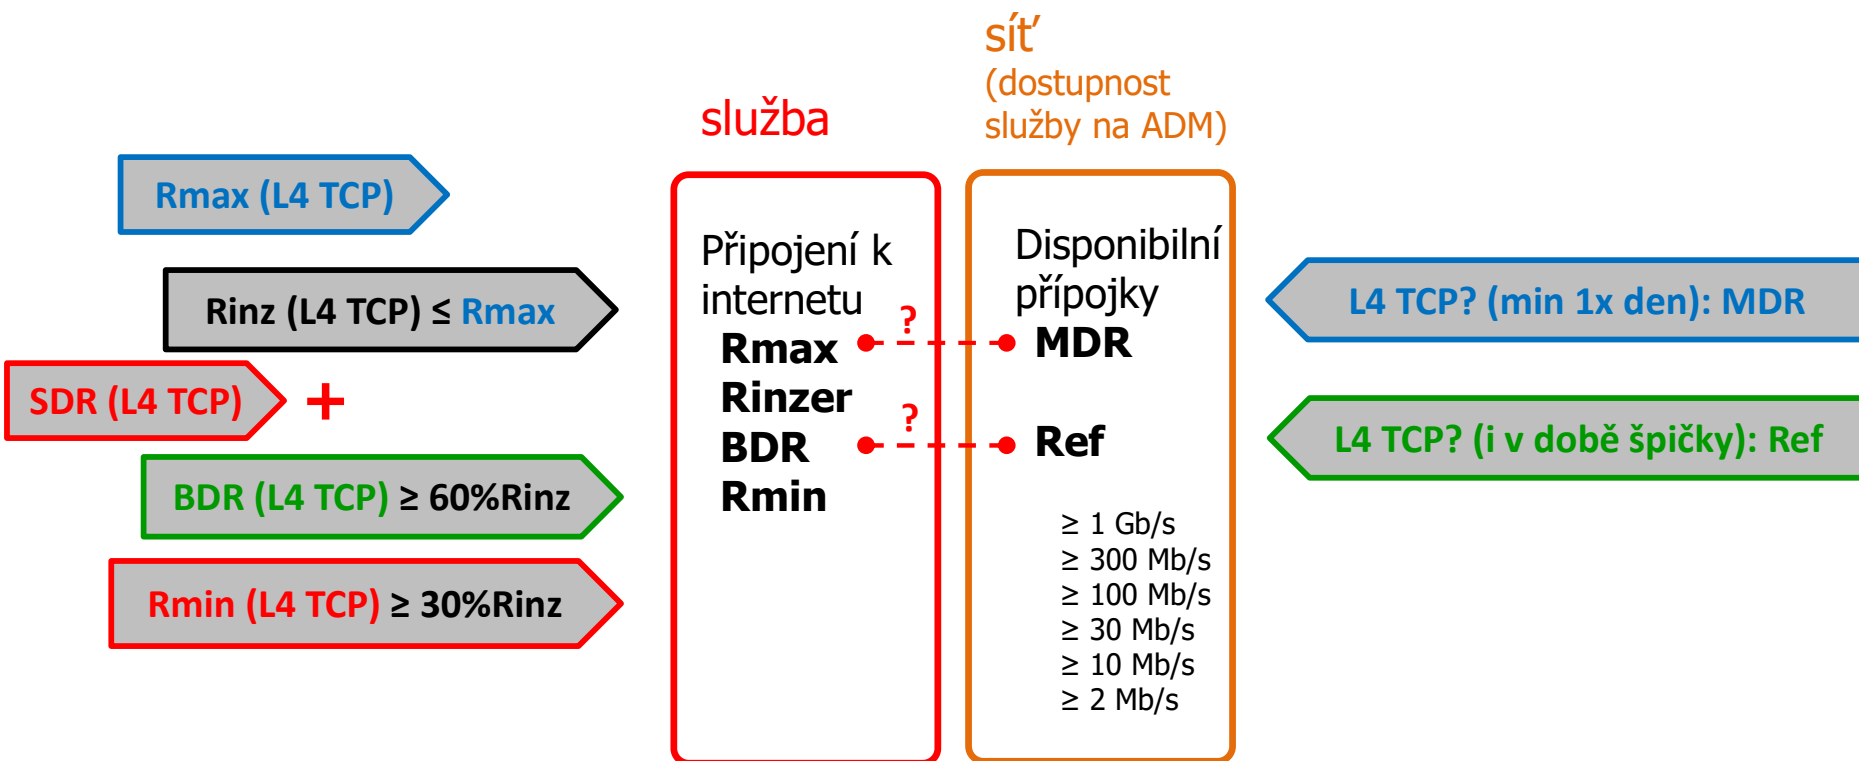 služba
síť
(dostupnost
služby na ADM)
Rmax (L4 TCP)
Rinz (L4 TCP) ≤ Rmax
SDR (L4 TCP) +
BDR (L4 TCP) ≥ 60%Rinz
Rmin (L4 TCP) ≥ 30%Rinz
Připojení k
internetu
Rmax
Rinzer
BDR
Rmin
?
?
Disponibilní
přípojky
MDR
Ref
≥ 1 Gb/s
≥ 300 Mb/s
≥ 100 Mb/s
≥ 30 Mb/s
≥ 10 Mb/s
≥ 2 Mb/s
L4 TCP? (min 1x den): MDR
L4 TCP? (i v době špičky): Ref